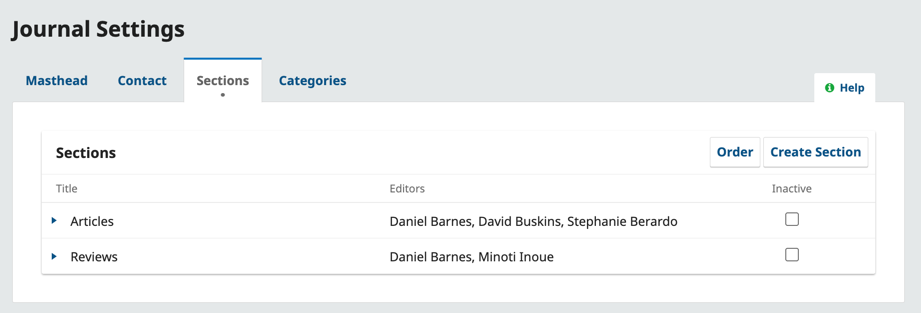 Journal Settings
Masthead Contact Sections Categories
Help
Sections Order Create Section
Title Editors Inactive
Articles Daniel Barnes, David Buskins, Stephanie Berardo
Reviews Daniel Barnes, Minoti Inoue